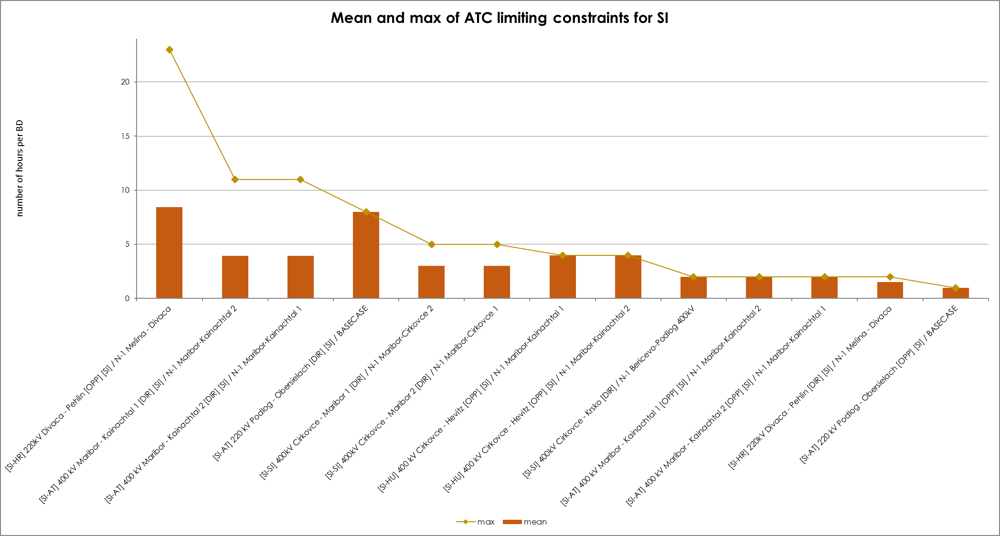 Mean and max of ATC limiting constraints for SI
number of hours per BD
20
15
10
5
0
[SI-HR] 220kV Divaca - Pehlin [OPP] [SI] / N-1 Melina - Divaca
[SI-AT] 400 kV Maribor - Kainachtal 1 [DIR] [SI] / N-1 Maribor-Kainachtal 2
[SI-AT] 400 kV Maribor - Kainachtal 2 [DIR] [SI] / N-1 Maribor-Kainachtal 1
[SI-AT] 220 kV Podlog - Obersielach [DIR] [SI] / BASECASE
[SI-SI] 400kV Cirkovce - Maribor 1 [DIR] / N-1 Maribor-Cirkovce 2
[SI-SI] 400kV Cirkovce - Maribor 2 [DIR] / N-1 Maribor-Cirkovce 1
[SI-HU] 400 kV Cirkovce - Hevitz [OPP] [SI] / N-1 Maribor-Kainachtal 1
[SI-HU] 400 kV Cirkovce - Hevitz [OPP] [SI] / N-1 Maribor-Kainachtal 2
[SI-SI] 400kV Cirkovce - Krsko [DIR] / N-1 Bericevo-Podlog 400kV
[SI-AT] 400 kV Maribor - Kainachtal 1 [OPP] [SI] / N-1 Maribor-Kainachtal 2
[SI-AT] 400 kV Maribor - Kainachtal 2 [OPP] [SI] / N-1 Maribor-Kainachtal 1
[SI-HR] 220kV Divaca - Pehlin [DIR] [SI] / N-1 Melina - Divaca
[SI-AT] 220 kV Podlog - Obersielach [OPP] [SI] / BASECASE
max mean